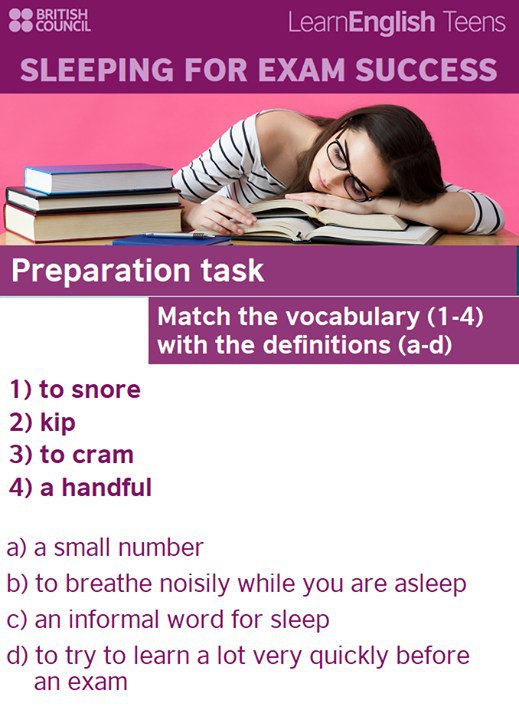 BRITISH
COUNCIL
LearnEnglish Teens
SLEEPING FOR EXAM SUCCESS
Preparation task
Match the vocabulary (1-4)
with the definitions (a-d)
1) to snore
2) kip
3) to cram
4) a handful
a) a small number
b) to breathe noisily while you are asleep
c) an informal word for sleep
d) to try to learn a lot very quickly before
an exam